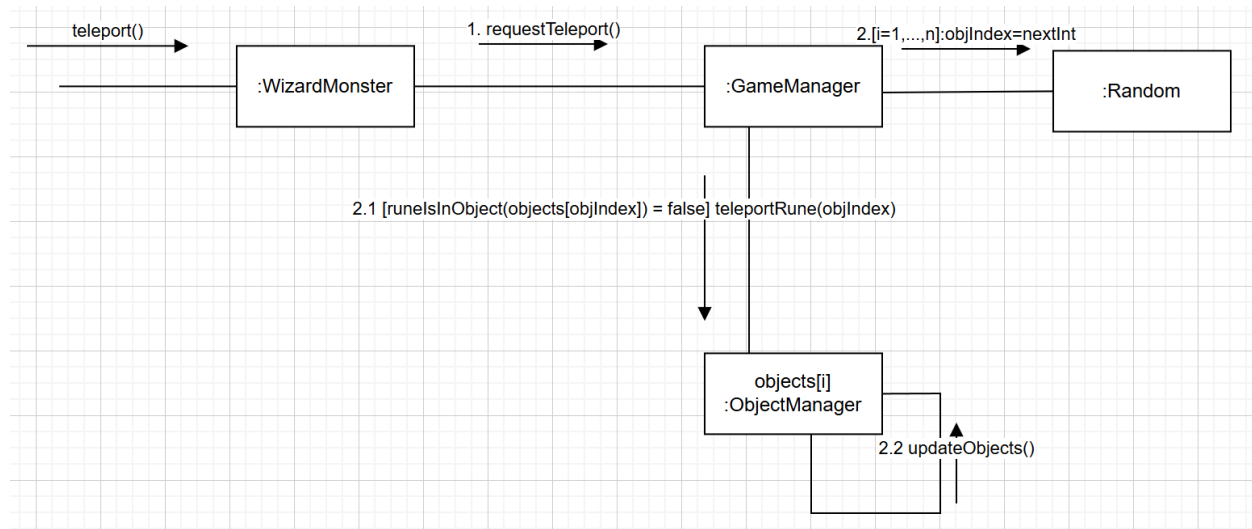 teleport()
1. requestTeleport()
2.[i=1,...,n]:objIndex=nextInt
:WizardMonster
:GameManager
:Random
2.1 [runeIsInObject(objects[objIndex]) = false] teleportRune(objIndex)
objects[i]
:ObjectManager
2.2 updateObjects()